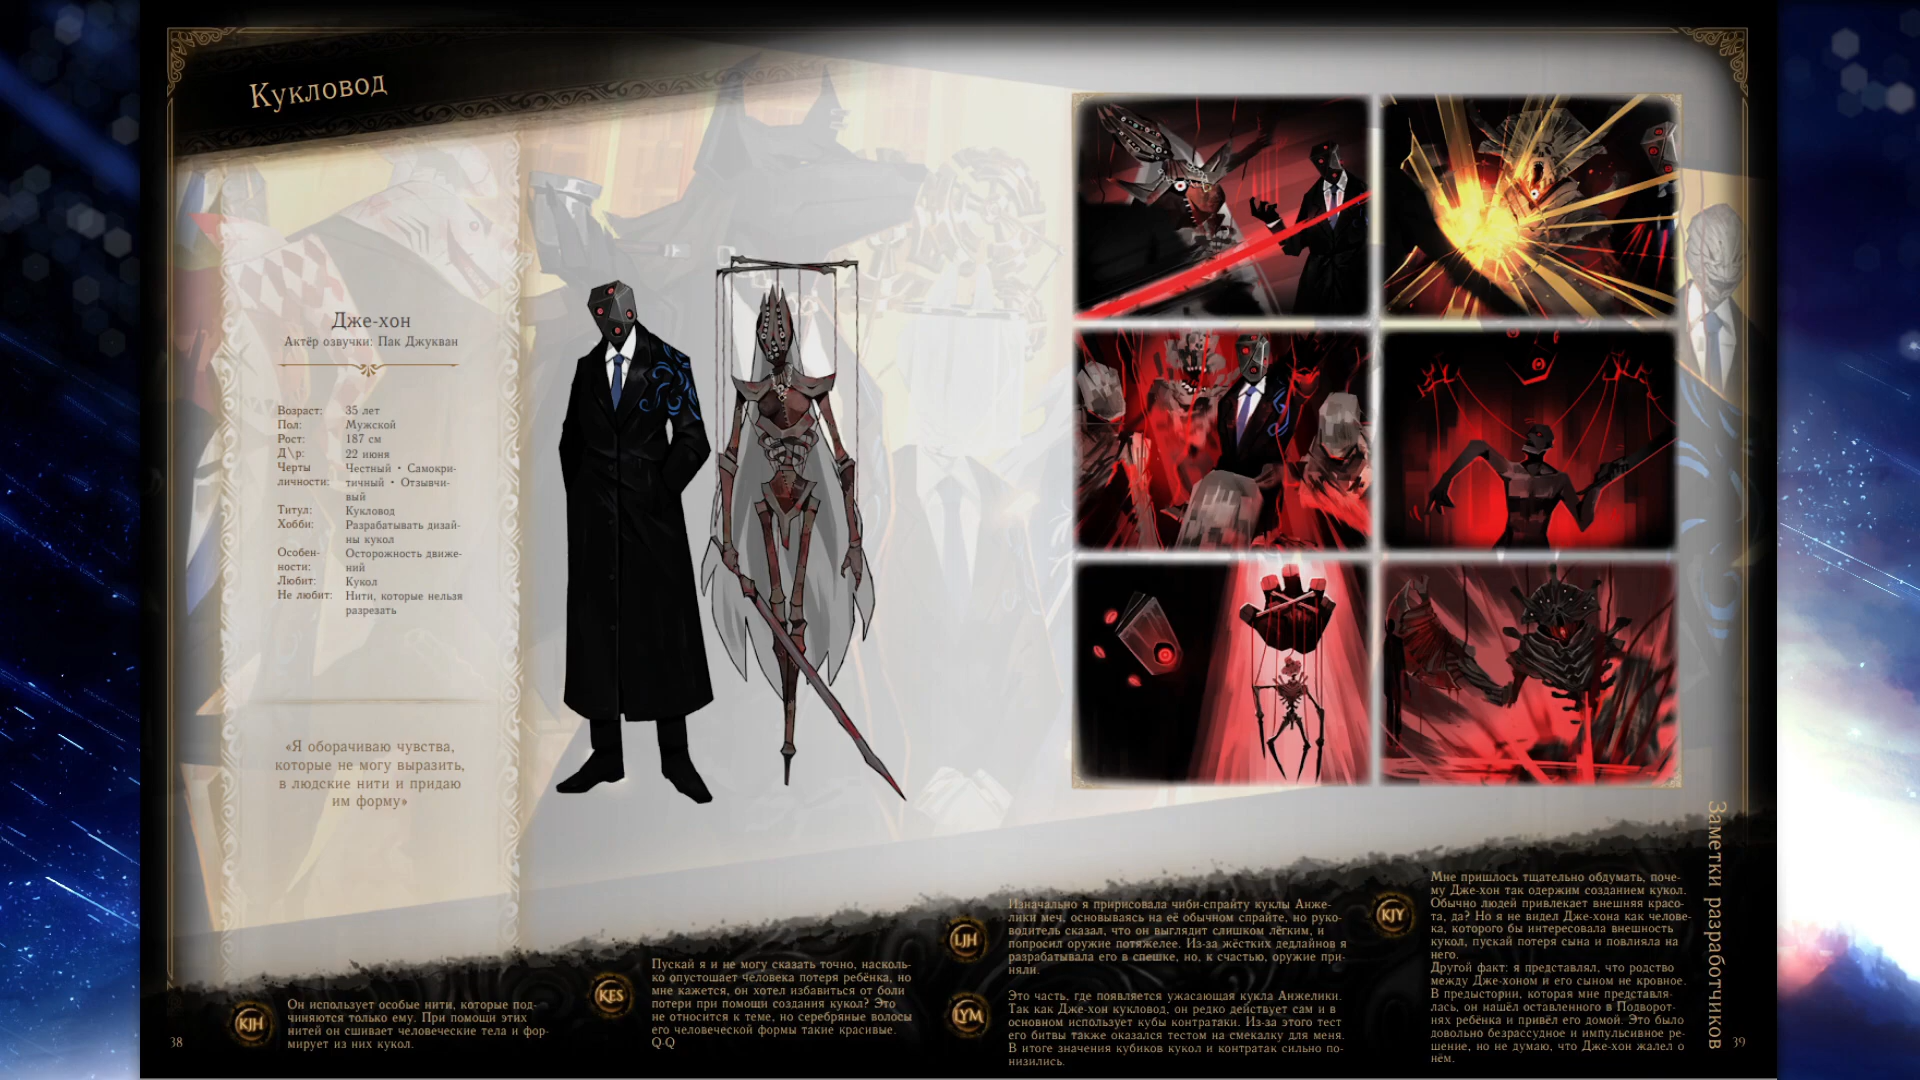 Кукловод
Дже-хон
Актёр озвучки: Пак Джукван
Возраст: 35 лет
Пол: Мужской
Рост: 187 см
Д\р: 22 июня
Черты Честный • Самокри-
личности: тичный • Отзывчи-
вый
Титул: Кукловод
Хобби: Разрабатывать дизай-
ны кукол
Особен- Осторожность движе-
ности: ний
Любит: Кукол
Не любит: Нити, которые нельзя
разрезать
«Я оборачиваю чувства,
которые не могу выразить,
в людские нити и придаю
им форму»
KJH
Он использует особые нити, которые под-
чиняются только ему. При помощи этих
нитей он сшивает человеческие тела и фор-
мирует из них кукол.
KES
Пускай я и не могу сказать точно, насколь-
ко опустошает человека потеря ребёнка, но
мне кажется, он хотел избавиться от боли
потери при помощи создания кукол? Это
не относится к теме, но серебряные волосы
его человеческой формы такие красивые.
Q-Q
LJH
Изначально я пририсовала чиби-спрайту куклы Анже-
лики меч, основываясь на её обычном спрайте, но руко-
водитель сказал, что он выглядит слишком лёгким, и
попросил оружие потяжелее. Из-за жёстких дедлайнов я
разрабатывала его в спешке, но, к счастью, оружие при-
няли.
LYM
Это часть, где появляется ужасающая кукла Анжелики.
Так как Дже-хон кукловод, он редко действует сам и в
основном использует кубы контратаки. Из-за этого тест
его битвы также оказался тестом на смекалку для меня.
В итоге значения кубиков кукол и контратак сильно по-
низились.
KJY
Мне пришлось тщательно обдумать, поче-
му Дже-хон так одержим созданием кукол.
Обычно людей привлекает внешняя красо-
та, да? Но я не видел Дже-хона как челове-
ка, которого бы интересовала внешность
кукол, пускай потеря сына и повлияла на
него.
Другой факт: я представлял, что родство
между Дже-хоном и его сыном не кровное.
В предыстории, которая мне представля-
лась, он нашёл оставленного в Подворот-
нях ребёнка и привёл его домой. Это было
довольно безрассудное и импульсивное ре-
шение, но не думаю, что Дже-хон жалел о
нём.
Заметки разработчиков
38
39